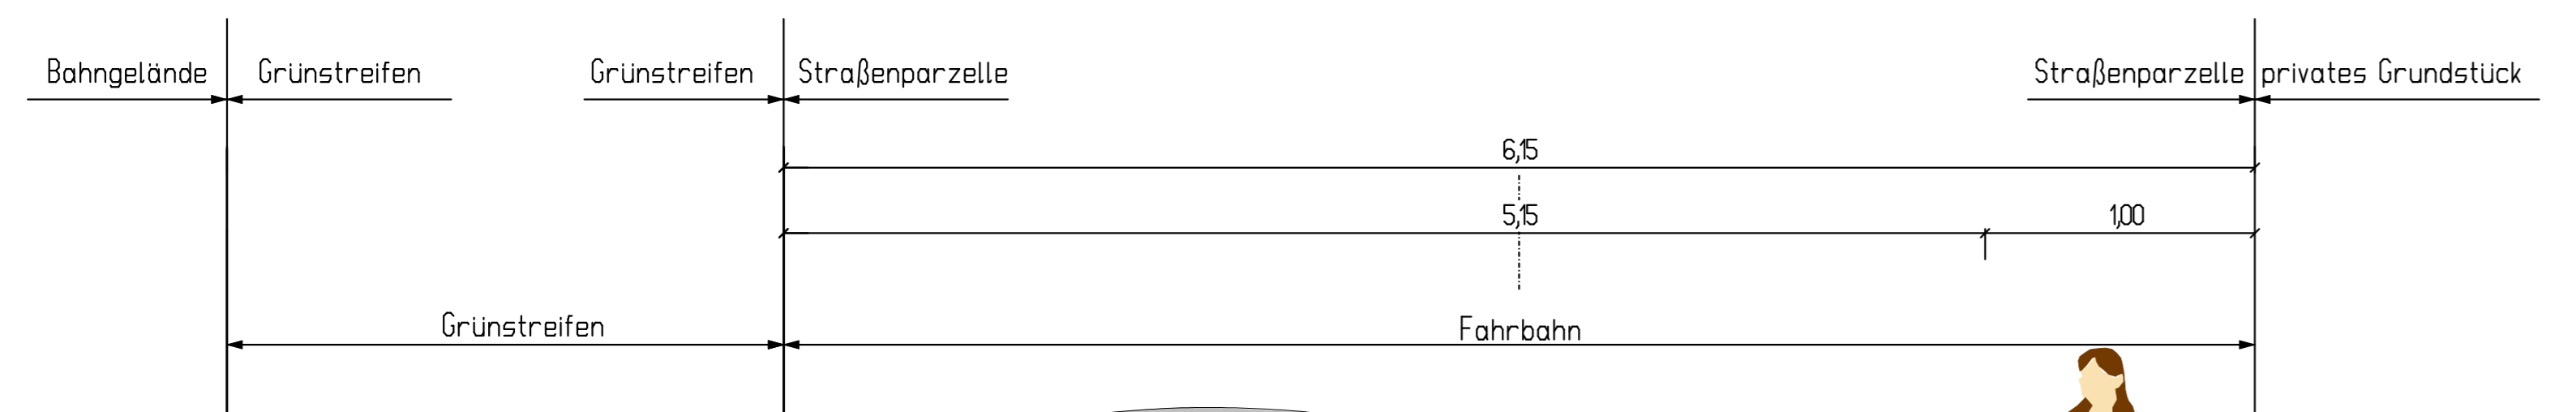 Bahngelände Grünstreifen Grünstreifen Straßenparzelle Straßenparzelle privates Grundstück
6,15
5,15 1,00
Grünstreifen Fahrbahn